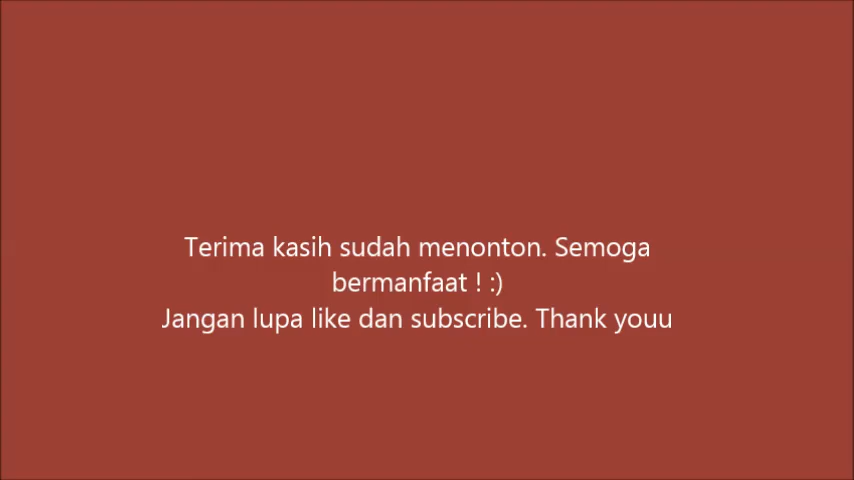 Terima kasih sudah menonton. Semoga
bermanfaat ! :)
Jangan lupa like dan subscribe. Thank youu